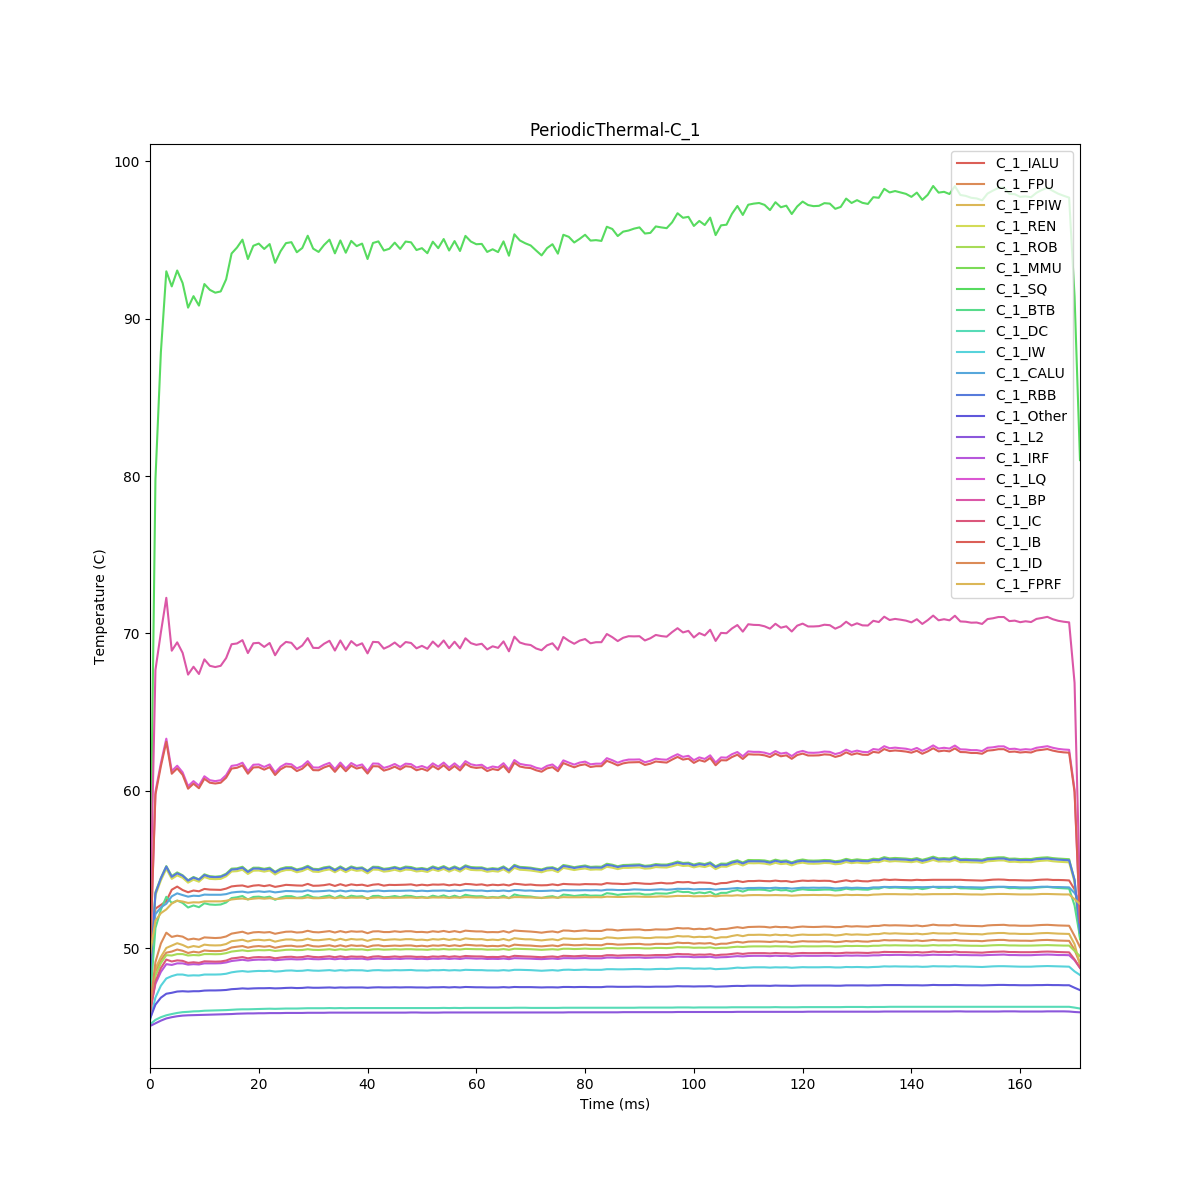 PeriodicThermal-C_1
100
90
80
70
60
50
Temperature (C)
0 20 40 60 80 100 120 140 160
Time (ms)
C_1_IALU
C_1_FPU
C_1_FPIW
C_1_REN
C_1_ROB
C_1_MMU
C_1_SQ
C_1_BTB
C_1_DC
C_1_IW
C_1_CALU
C_1_RBB
C_1_Other
C_1_L2
C_1_IRF
C_1_LQ
C_1_BP
C_1_IC
C_1_IB
C_1_ID
C_1_FPRF